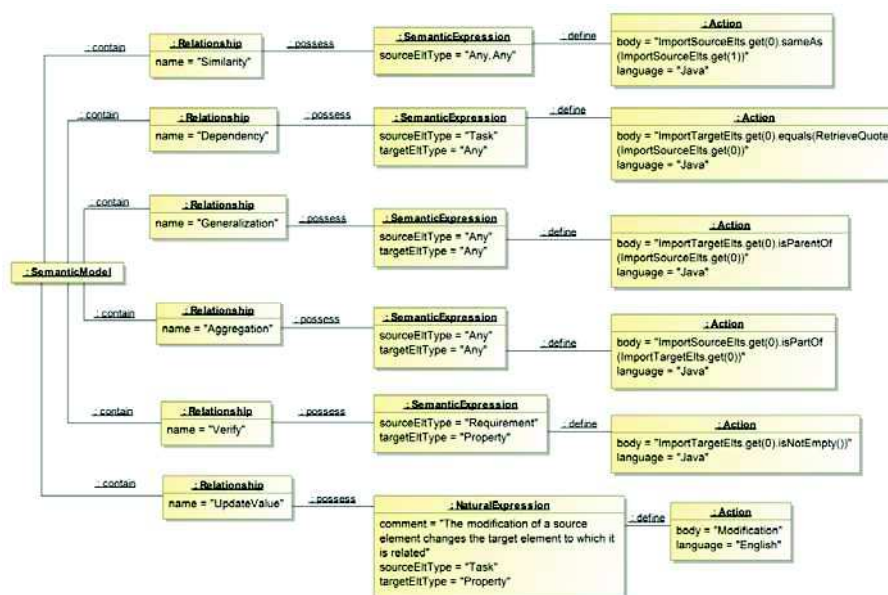 : contain
: Relationship
name = "Similarity"
: possess
: SemanticExpression
sourceEltType = "Any, Any"
: define
: Action
body = "ImportSourceElts.get(0).sameAs
(ImportSourceElts.get(1))"
language = "Java"
: contain
: Relationship
name = "Dependency"
: possess
: SemanticExpression
sourceEltType = "Task"
targetEltType = "Any"
: define
: Action
body = "ImportTargetElts.get(0).equals(RetrieveQuote
(ImportSourceElts.get(0))"
language = "Java"
: contain
: Relationship
name = "Generalization"
: possess
: SemanticExpression
sourceEltType = "Any"
targetEltType = "Any"
: define
: Action
body = "ImportTargetElts.get(0).isParentOf
(ImportSourceElts.get(0))"
language = "Java"
: SemanticModel
: contain
: Relationship
name = "Aggregation"
: possess
: SemanticExpression
sourceEltType = "Any"
targetEltType = "Any"
: define
: Action
body = "ImportSourceElts.get(0).isPartOf
(ImportTargetElts.get(0))"
language = "Java"
: contain
: Relationship
name = "Verify"
: possess
: SemanticExpression
sourceEltType = "Requirement"
targetEltType = "Property"
: define
: Action
body = "ImportTargetElts.get(0).isNotEmpty())"
language = "Java"
: contain
: Relationship
name = "UpdateValue"
: possess
: NaturalExpression
comment = "The modification of a source
element changes the target element to which it
is related"
sourceEltType = "Task"
targetEltType = "Property"
: define
: Action
body = "Modification"
language = "English"